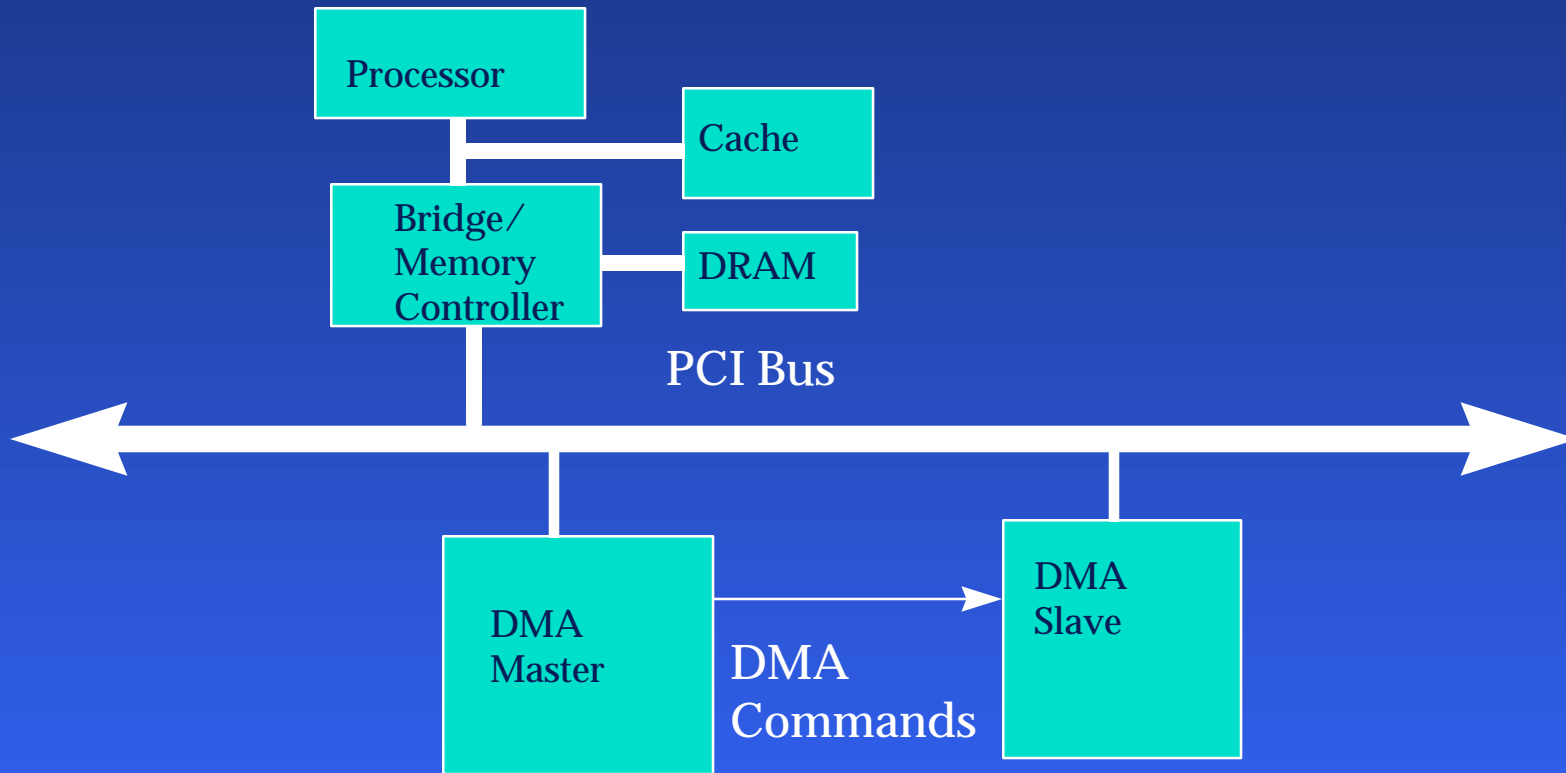 Processor
Cache
Bridge/
Memory
Controller
DRAM
PCI Bus
DMA
Master
DMA
Commands
DMA
Slave